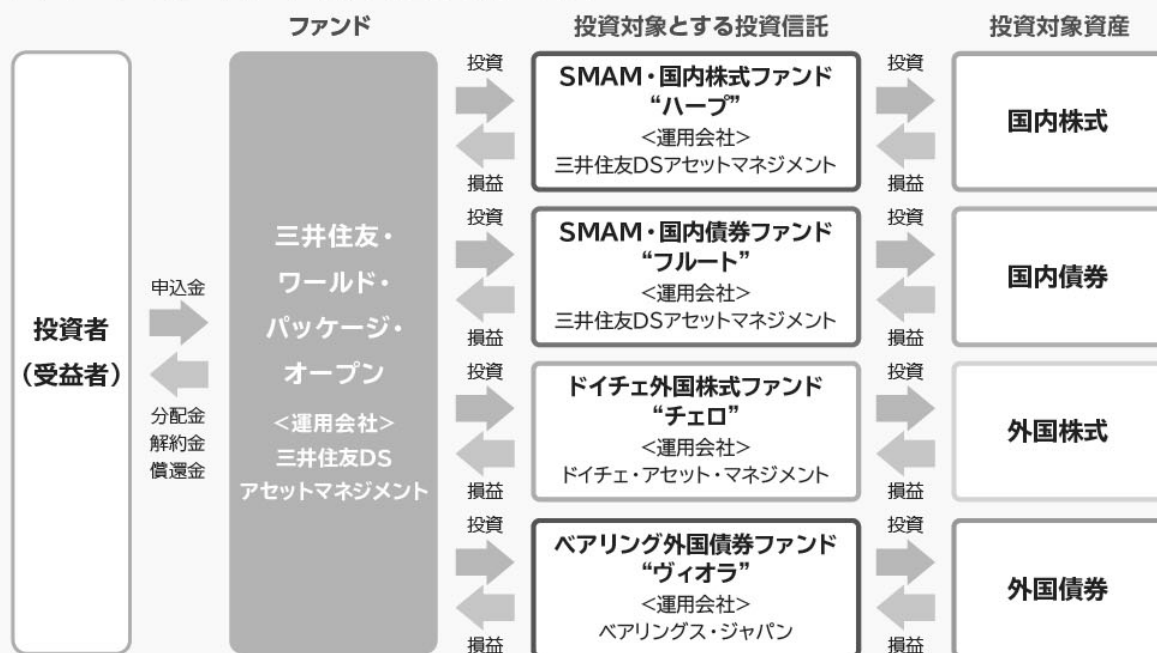 ファンド
投資対象とする投資信託
投資対象資産
投資者
（受益者）
申込金
分配金
解約金
償還金
三井住友・
ワールド・
パッケージ・
オープン
＜運用会社＞
三井住友DS
アセットマネジメント
投資
損益
SMAM・国内株式ファンド
“ハープ”
＜運用会社＞
三井住友DSアセットマネジメント
投資
損益
国内株式
投資
損益
SMAM・国内債券ファンド
“フルート”
＜運用会社＞
三井住友DSアセットマネジメント
投資
損益
国内債券
投資
損益
ドイチェ外国株式ファンド
“チェロ”
＜運用会社＞
ドイチェ・アセット・マネジメント
投資
損益
外国株式
投資
損益
ベアリング外国債券ファンド
“ヴィオラ”
＜運用会社＞
ベアリングス・ジャパン
投資
損益
外国債券